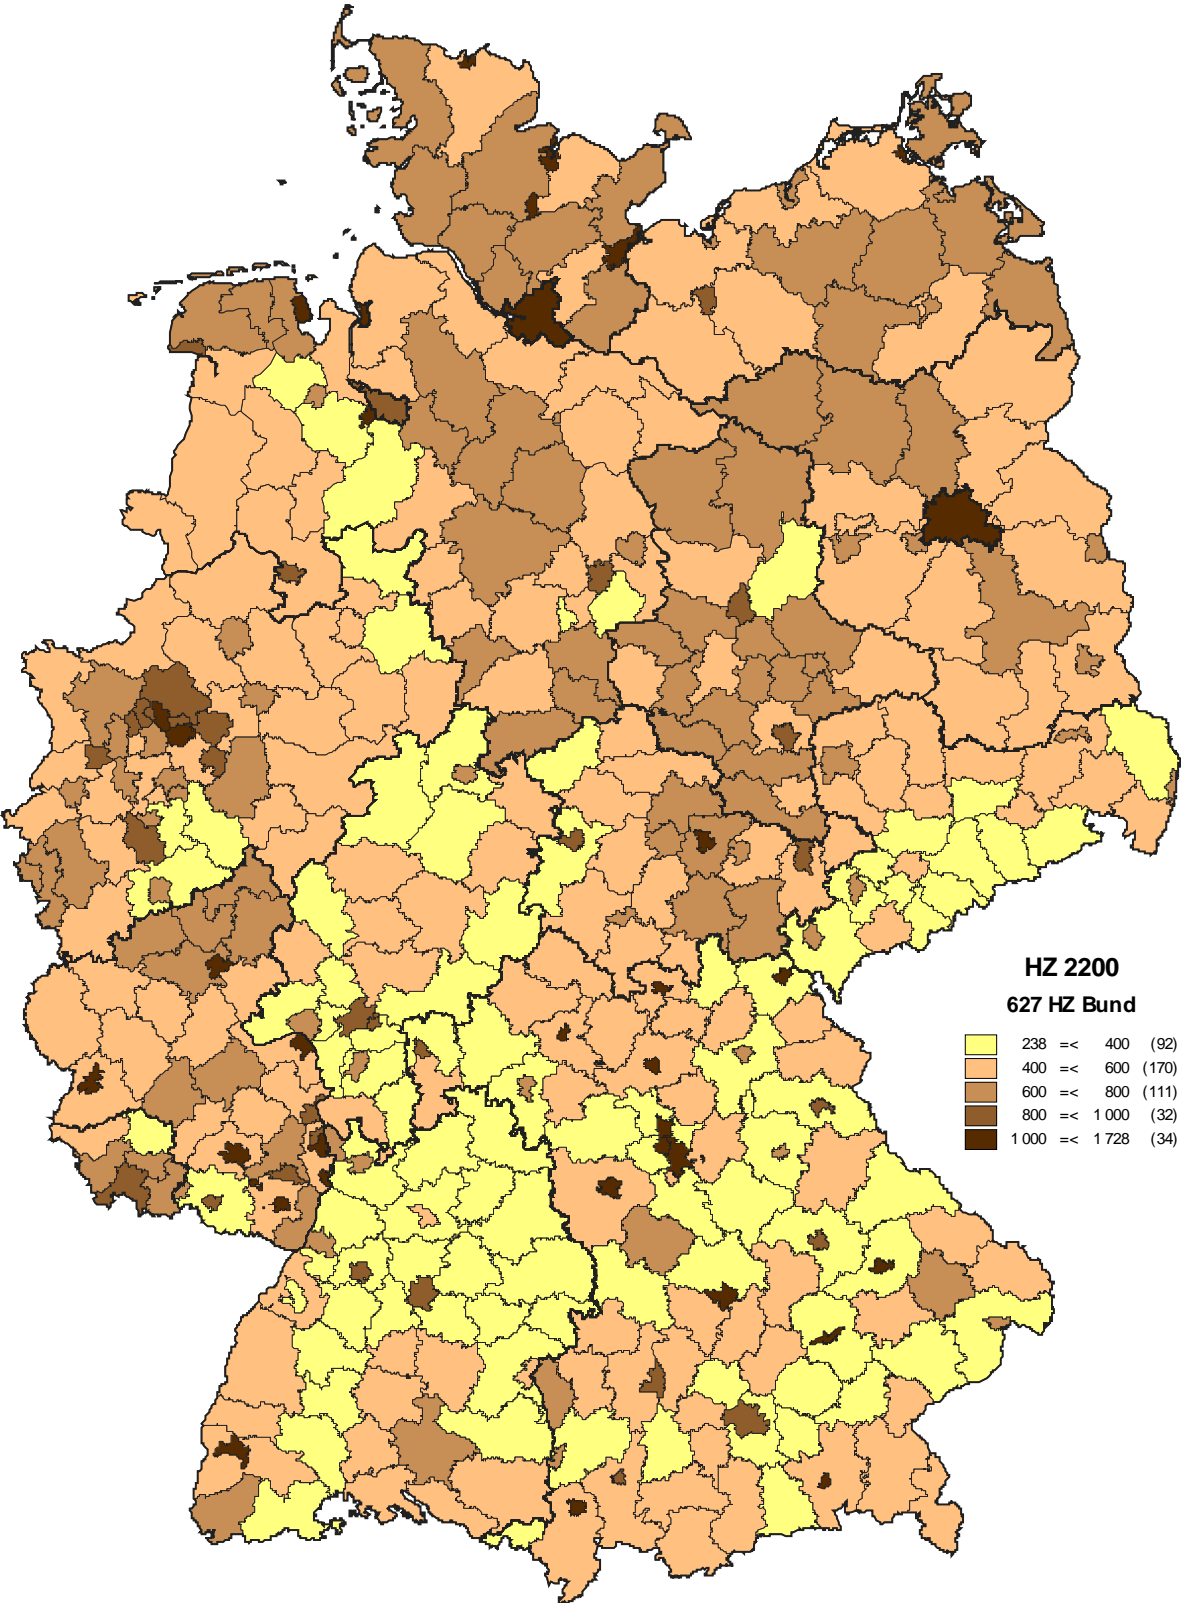 HZ 2200
627 HZ Bund
238 =< 400 (92)
400 =< 600 (170)
600 =< 800 (111)
800 =< 1 000 (32)
1 000 =< 1 728 (34)